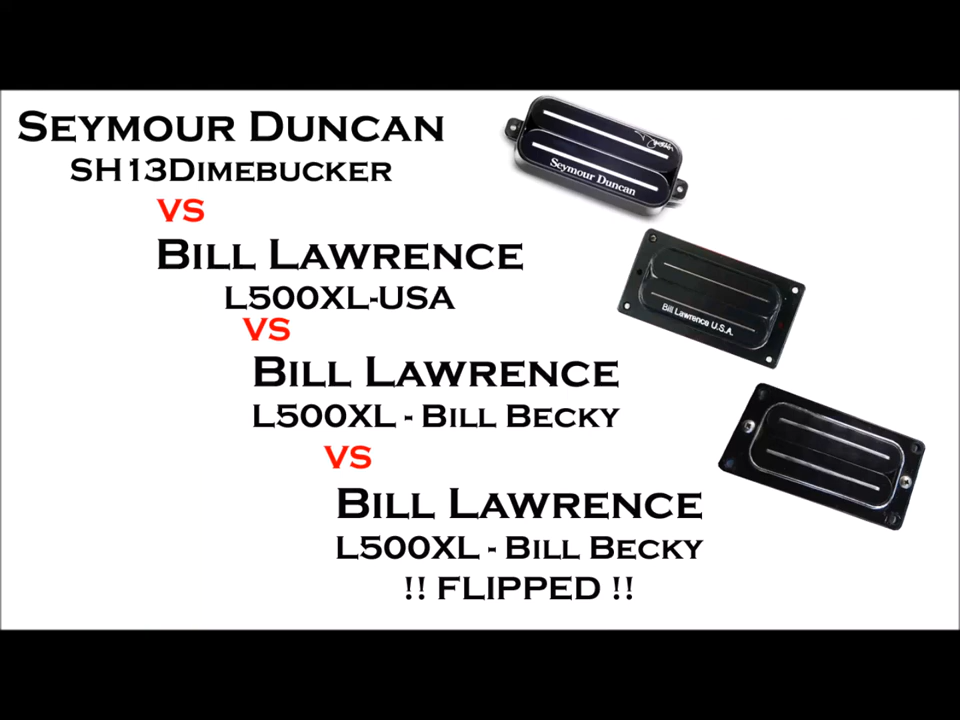 SEYMOUR DUNCAN
SH13DIMEBUCKER
VS
BILL LAWRENCE
L500XL-USA
VS
BILL LAWRENCE
L500XL - BILL BECKY
VS
BILL LAWRENCE
L500XL - BILL BECKY
!! FLIPPED !!
Seymour Duncan
Bill Lawrence U.S.A.